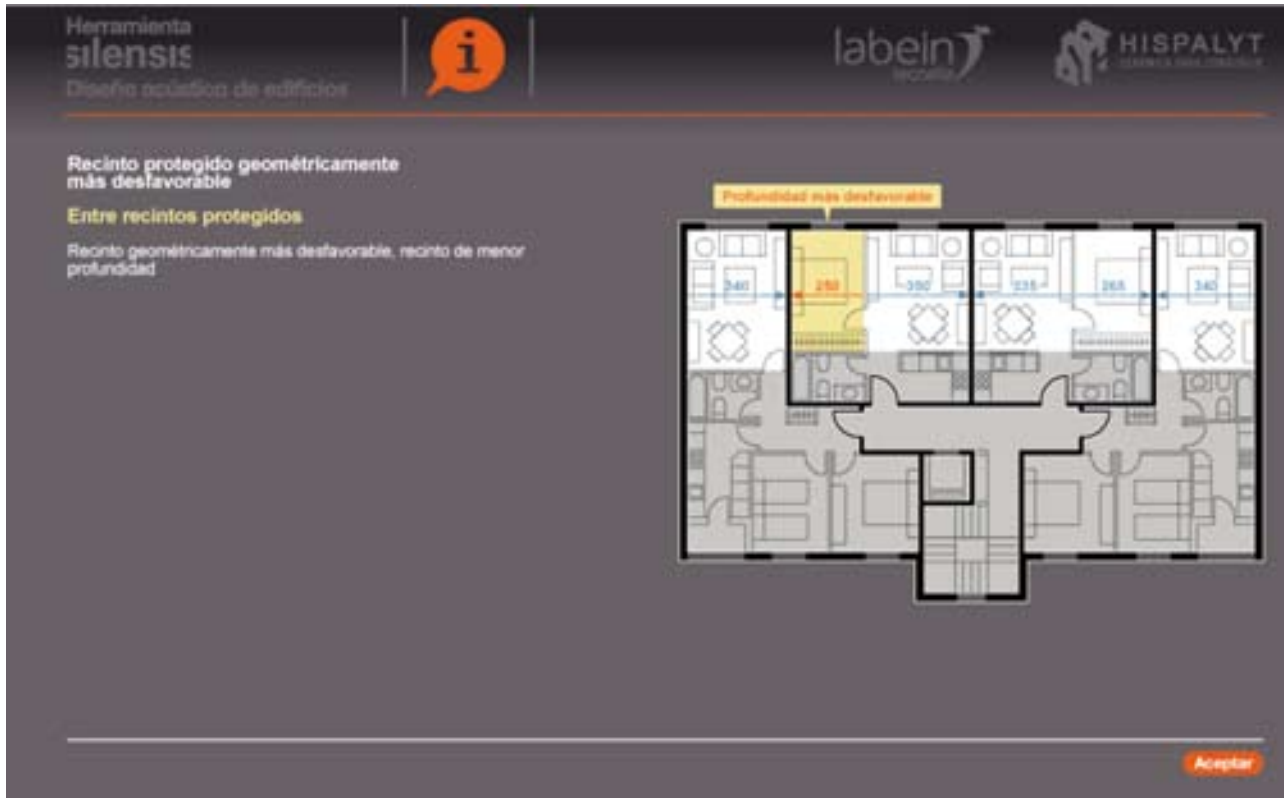 Herramienta
silensis
Diseño acústico de edificios
i
labein
tecnalia
HISPALYT
Recinto protegido geométricamente
más desfavorable
Entre recintos protegidos
Recinto geométricamente más desfavorable, recinto de menor
profundidad
Profundidad más desfavorable
340
250
350
335
265
340
Aceptar